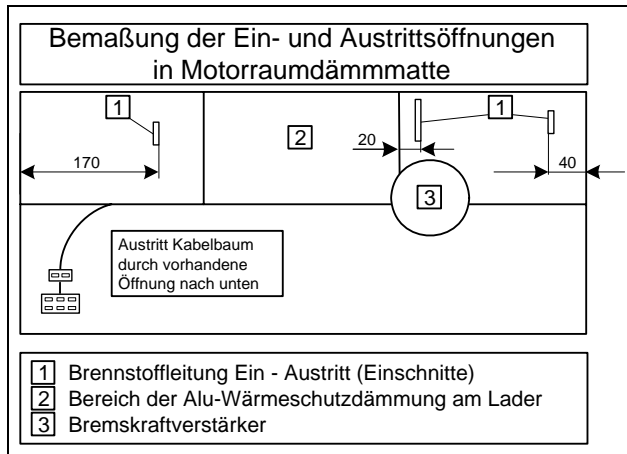 Bemaßung der Ein- und Austrittsöffnungen
in Motorraumdämmmatte
1
1
2
20
170
40
3
Austritt Kabelbaum
durch vorhandene
Öffnung nach unten
1 Brennstoffleitung Ein - Austritt (Einschnitte)
2 Bereich der Alu-Wärmeschutzdämmung am Lader
3 Bremskraftverstärker